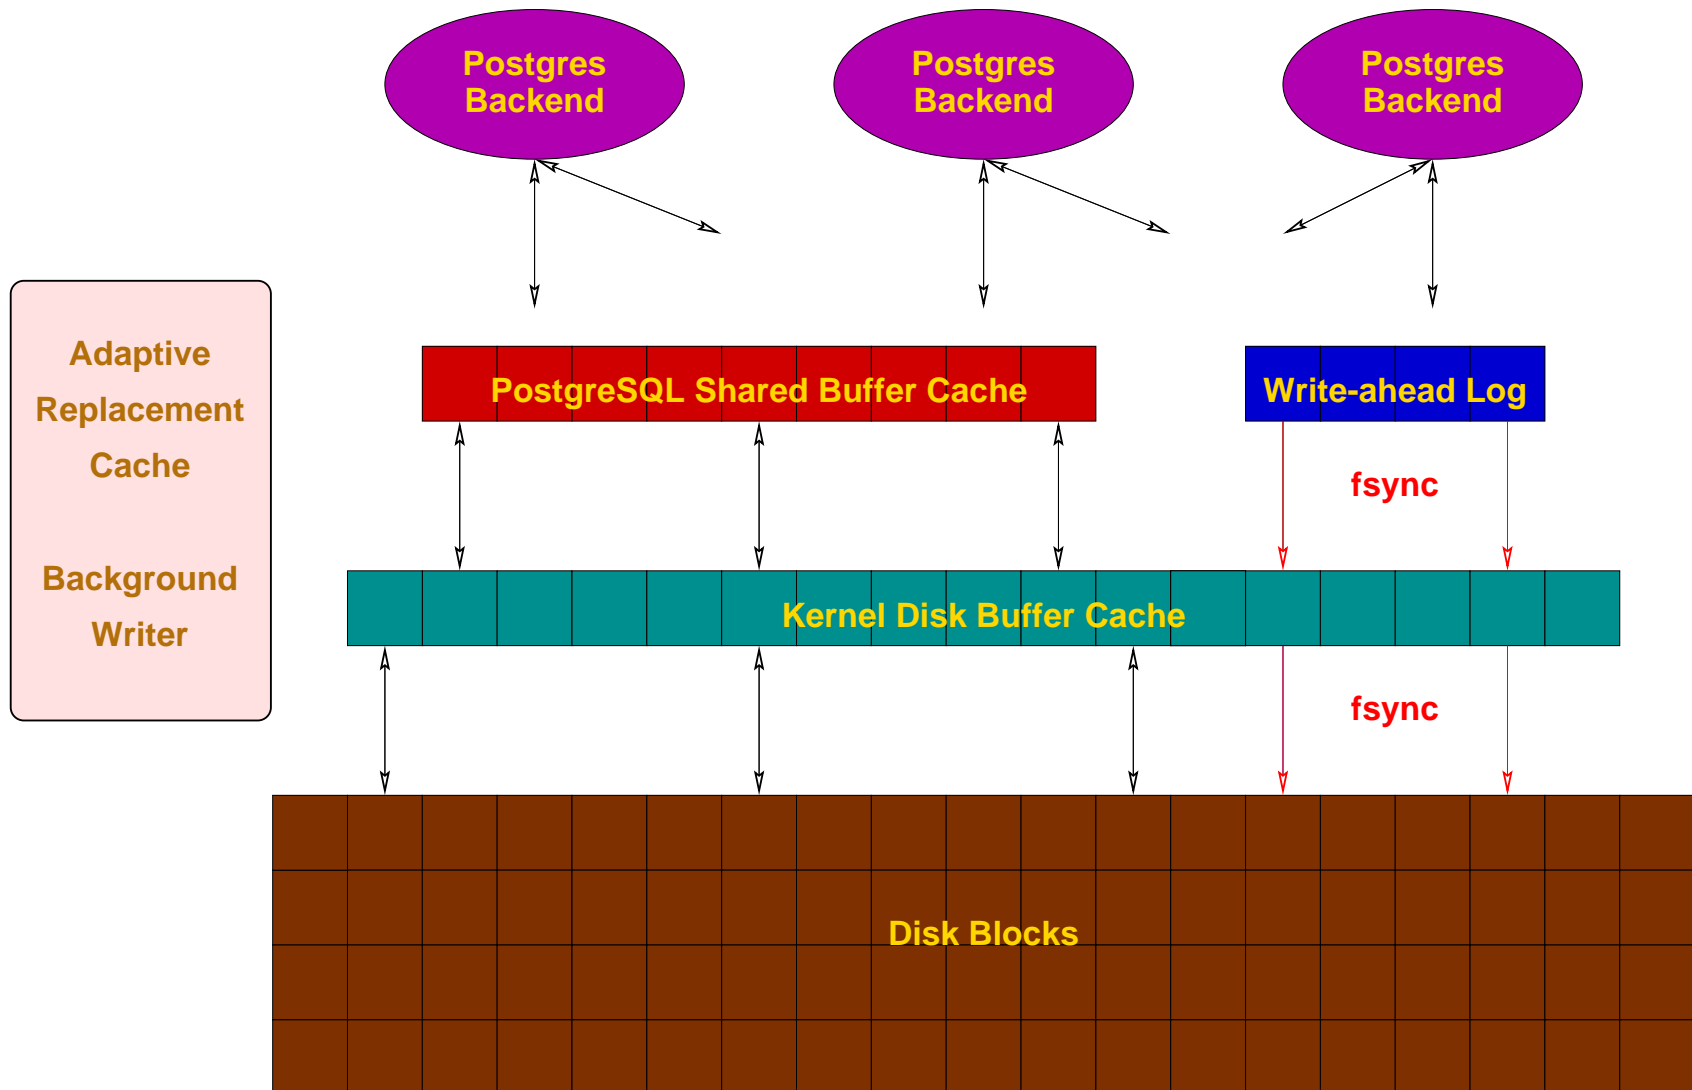 Postgres
Backend
Postgres
Backend
Postgres
Backend
Adaptive
Replacement
Cache
Background
Writer
PostgreSQL Shared Buffer Cache
Write-ahead Log
fsync
Kernel Disk Buffer Cache
fsync
Disk Blocks